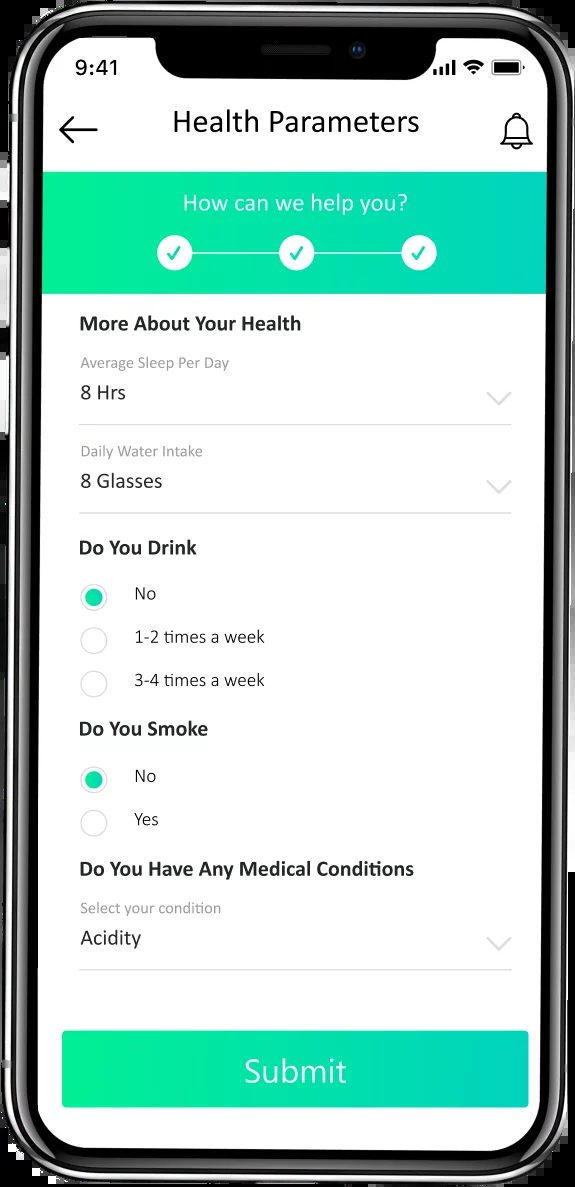 9:41
Health Parameters
How can we help you?
More About Your Health
Average Sleep Per Day
8 Hrs
Daily Water Intake
8 Glasses
Do You Drink
No
1-2 times a week
3-4 times a week
Do You Smoke
No
Yes
Do You Have Any Medical Conditions
Select your condition
Acidity
Submit